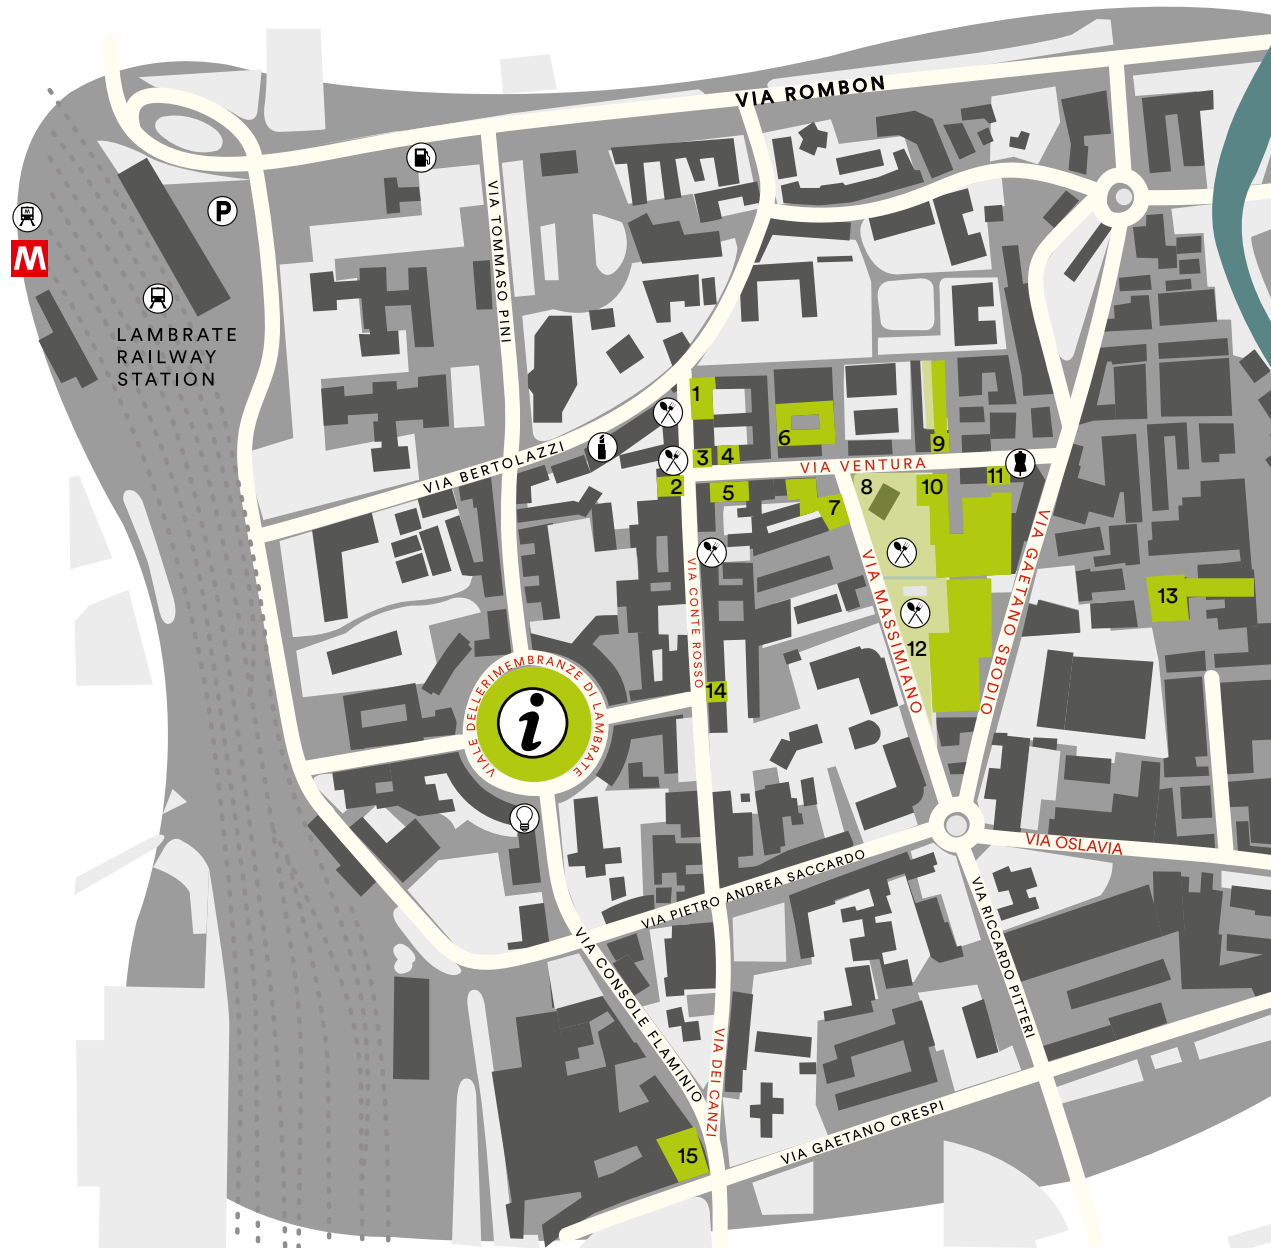 VIA ROMBON
P
VIA TOMMASO PINI
M
LAMBRATE
RAILWAY
STATION
1
6
9
3
4
VIA VENTURA
VIA BERTOLAZZI
i
2
5
8
10
11
7
VIA GAETANO SBODIO
VIA CONTE ROSSO
VIA MASSIMIANO
13
12
VIALE DELLERIMEMBRANZE DI LAMBRATE
i
14
VIA OSLAVIA
VIA PIETRO ANDREA SACCARDO
VIA RICCARDO PITTERI
VIA CONSOLE FLAMINIO
VIA DEI CANZI
VIA GAETANO CRESPI
15